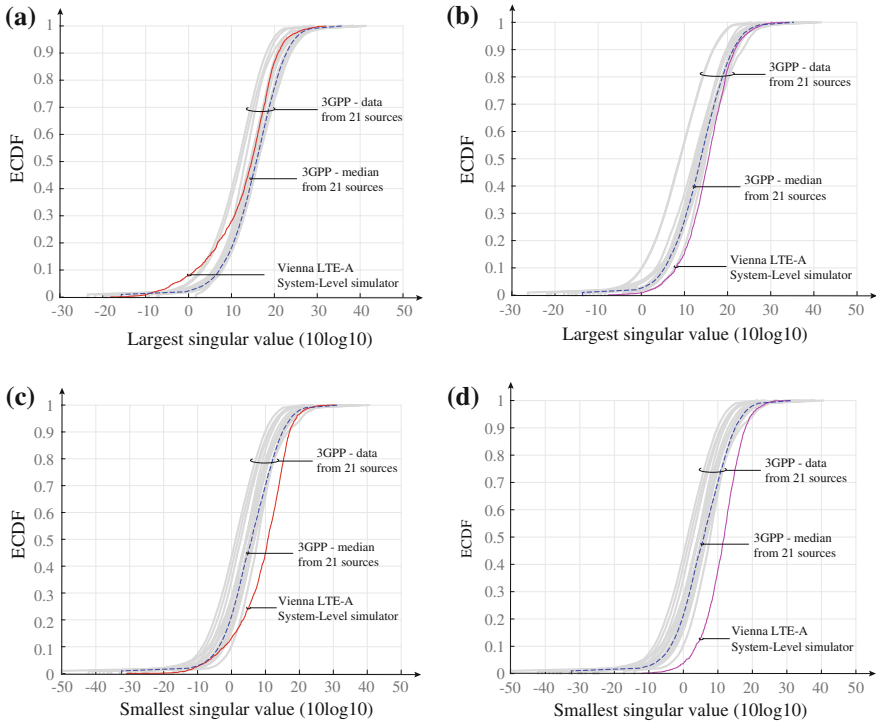 (a)
ECDF
1
0.9
0.8
0.7
0.6
0.5
0.4
0.3
0.2
0.1
0
-30 -20 -10 0 10 20 30 40 50
Largest singular value (10log10)
3GPP - data
from 21 sources
3GPP - median
from 21 sources
Vienna LTE-A
System-Level simulator
(b)
ECDF
1
0.9
0.8
0.7
0.6
0.5
0.4
0.3
0.2
0.1
0
-30 -20 -10 0 10 20 30 40 50
Largest singular value (10log10)
3GPP - data
from 21 sources
3GPP - median
from 21 sources
Vienna LTE-A
System-Level simulator
(c)
ECDF
1
0.9
0.8
0.7
0.6
0.5
0.4
0.3
0.2
0.1
0
-50 -40 -30 -20 -10 0 10 20 30 40 50
Smallest singular value (10log10)
3GPP - data
from 21 sources
3GPP - median
from 21 sources
Vienna LTE-A
System-Level simulator
(d)
ECDF
1
0.9
0.8
0.7
0.6
0.5
0.4
0.3
0.2
0.1
0
-50 -40 -30 -20 -10 0 10 20 30 40 50
Smallest singular value (10log10)
3GPP - data
from 21 sources
3GPP - median
from 21 sources
Vienna LTE-A
System-Level simulator